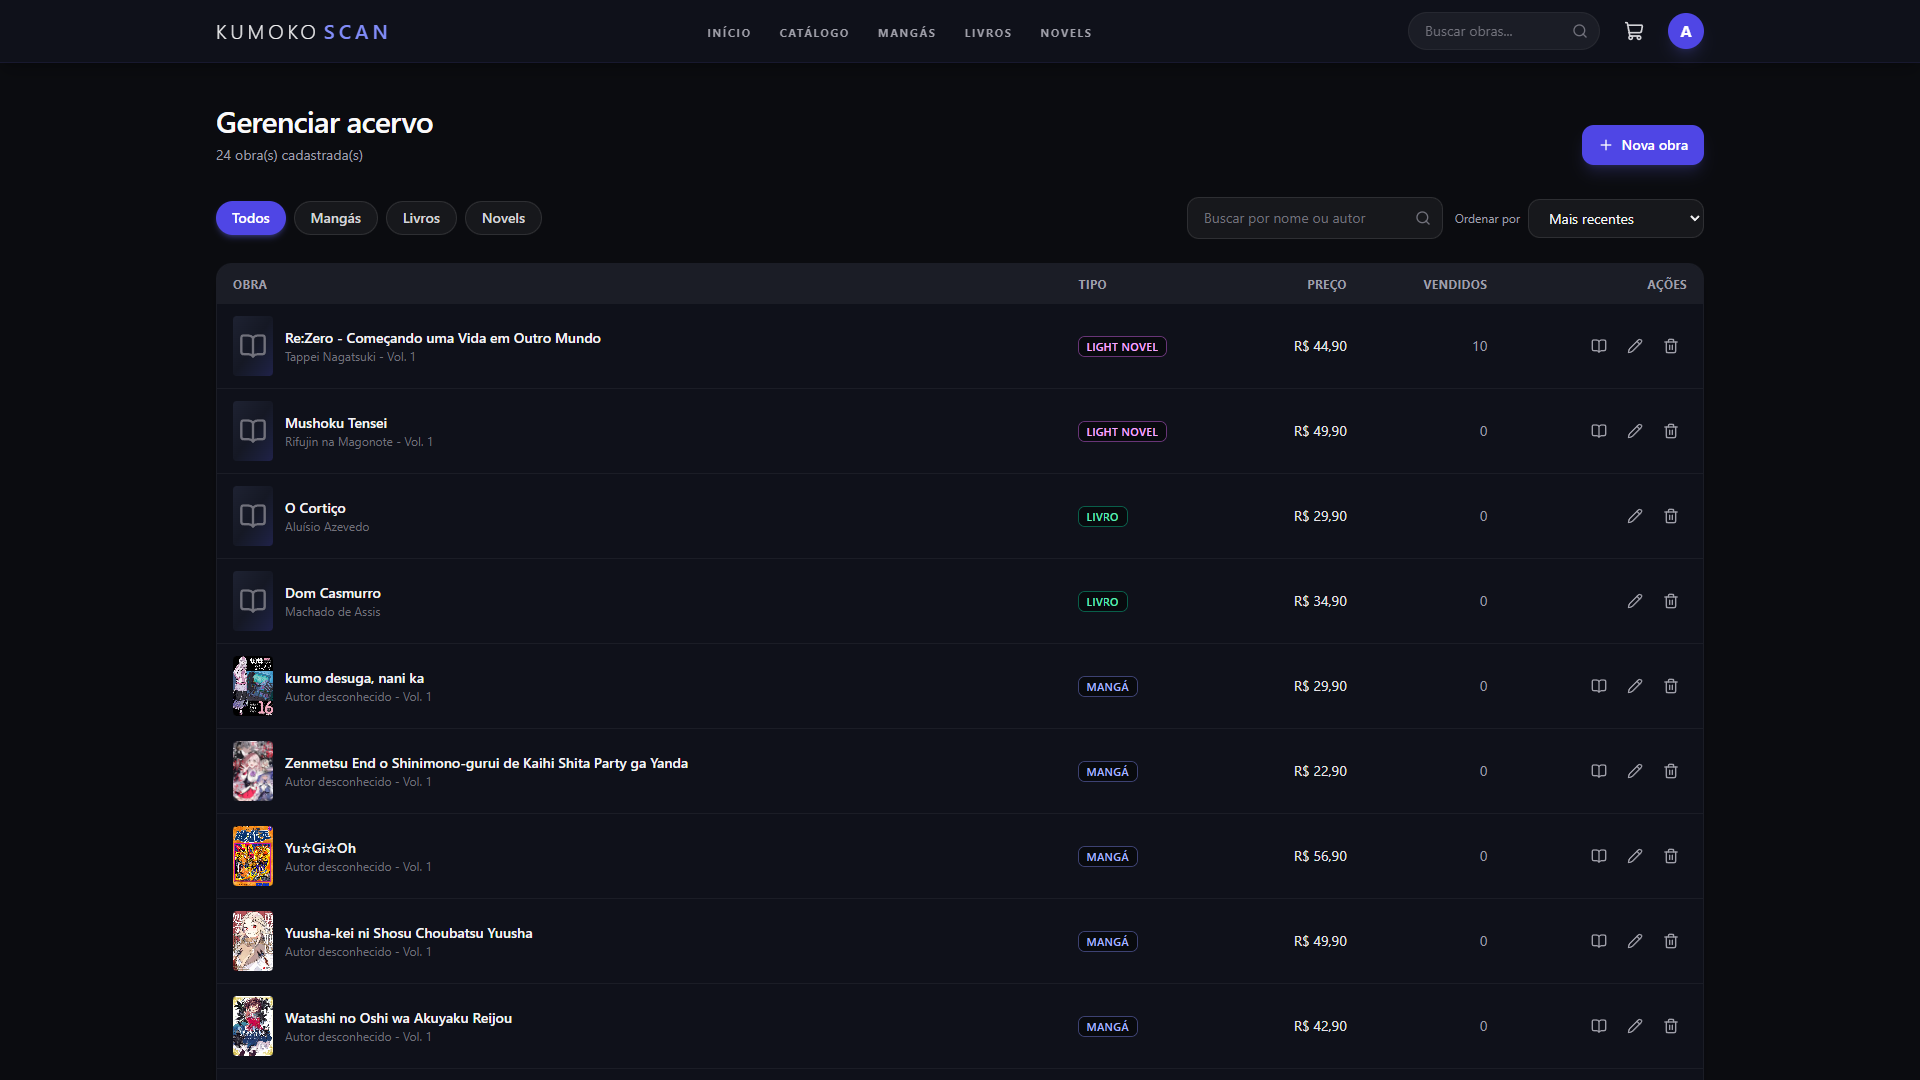 KUMOKO SCAN
INÍCIO CATÁLOGO MANGÁS LIVROS NOVELS
Buscar obras...
A
Gerenciar acervo
24 obra(s) cadastrada(s)
Nova obra
Todos Mangás Livros Novels
Buscar por nome ou autor
Ordenar por
Mais recentes
OBRA TIPO PREÇO VENDIDOS AÇÕES
Re:Zero - Começando uma Vida em Outro Mundo
Tappei Nagatsuki - Vol. 1
LIGHT NOVEL R$ 44,90 10
Mushoku Tensei
Rifujin na Magonote - Vol. 1
LIGHT NOVEL R$ 49,90 0
O Cortiço
Aluísio Azevedo
LIVRO R$ 29,90 0
Dom Casmurro
Machado de Assis
LIVRO R$ 34,90 0
16
kumo desuga, nani ka
Autor desconhecido - Vol. 1
MANGÁ R$ 29,90 0
Zenmetsu End o Shinimono-gurui de Kaihi Shita Party ga Yanda
Autor desconhecido - Vol. 1
MANGÁ R$ 22,90 0
Yu☆Gi☆Oh
Autor desconhecido - Vol. 1
MANGÁ R$ 56,90 0
Yuusha-kei ni Shosu Choubatsu Yuusha
Autor desconhecido - Vol. 1
MANGÁ R$ 49,90 0
Watashi no Oshi wa Akuyaku Reijou
Autor desconhecido - Vol. 1
MANGÁ R$ 42,90 0